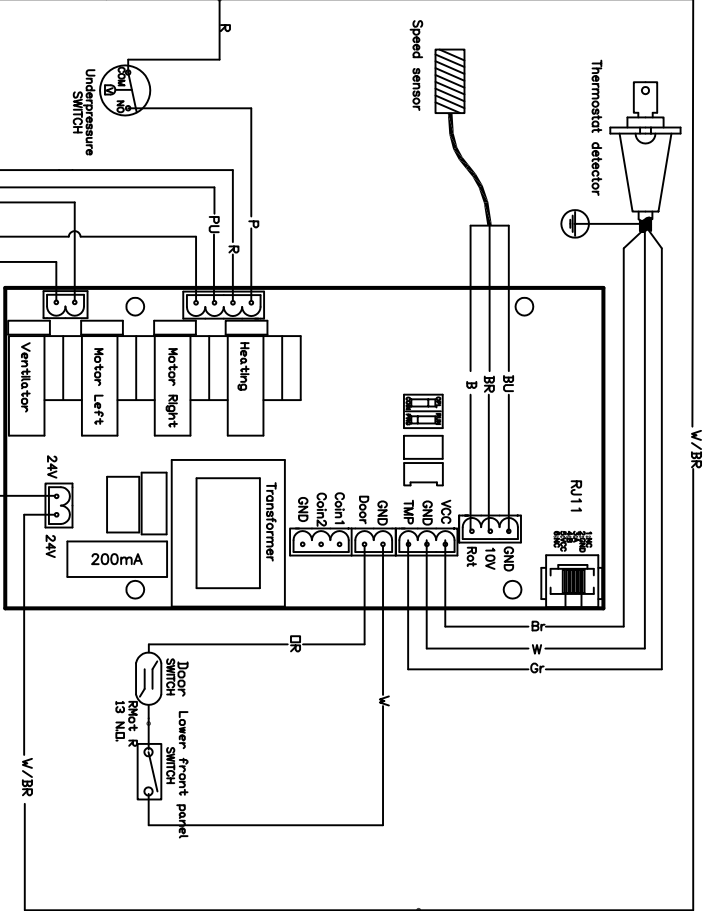 R
Speed sensor
Thermostat detector
COM
NO
Underpressure
SWITCH
P
R
PU
W/BR
Ventilator
Motor Left
Motor Right
Heating
B
BR
BU
RJ11
24V
24V
200mA
Transformer
GND
Coin2
Coin1
Door
GND
TMP
GND
VCC
Rot
10V
GND
Br
W
Gr
OR
W
Door
SWITCH
Lower front panel
SWITCH
RMot R
13 N.O.
W/BR